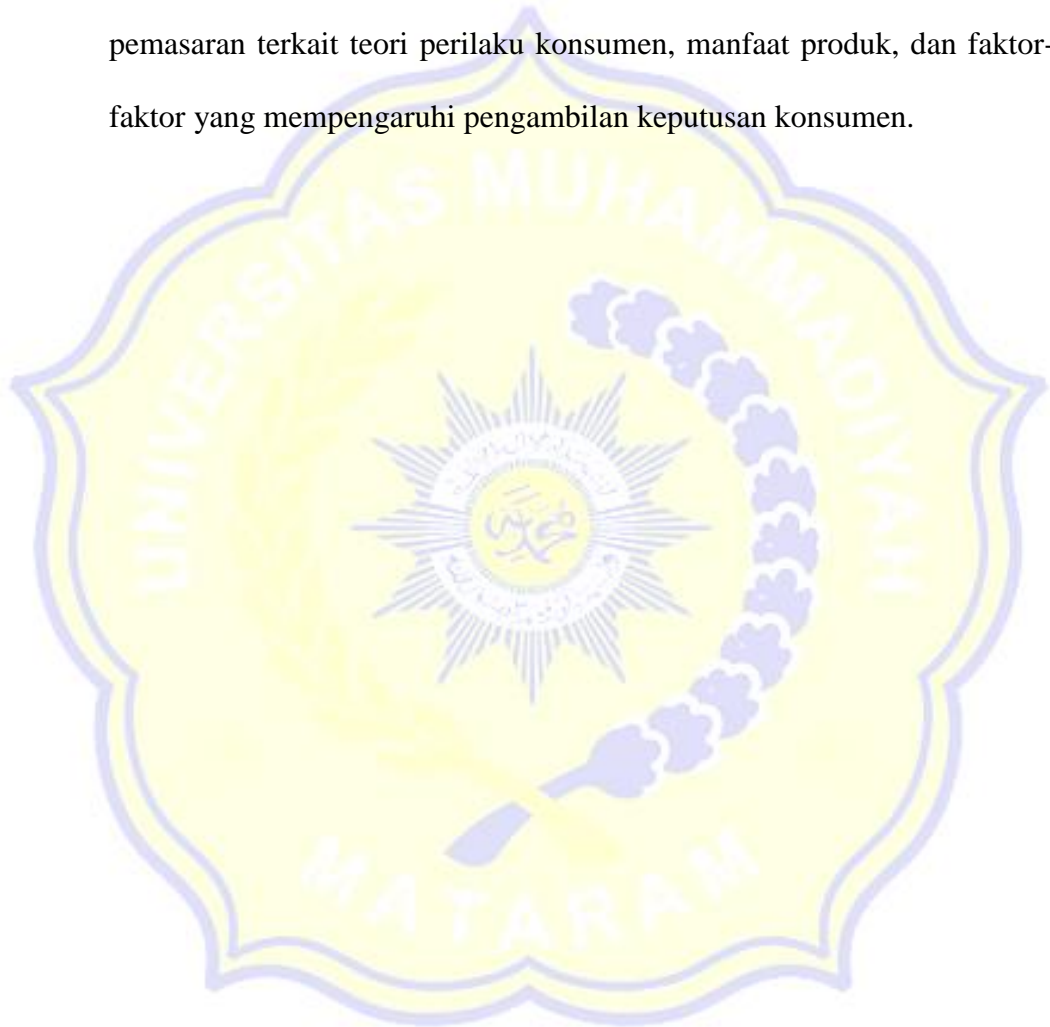 pemasaran terkait teori perilaku konsumen, manfaat produk, dan faktor-
faktor yang mempengaruhi pengambilan keputusan konsumen.
UNIVERSITAS MUHAMMADIYAH
MATARAM